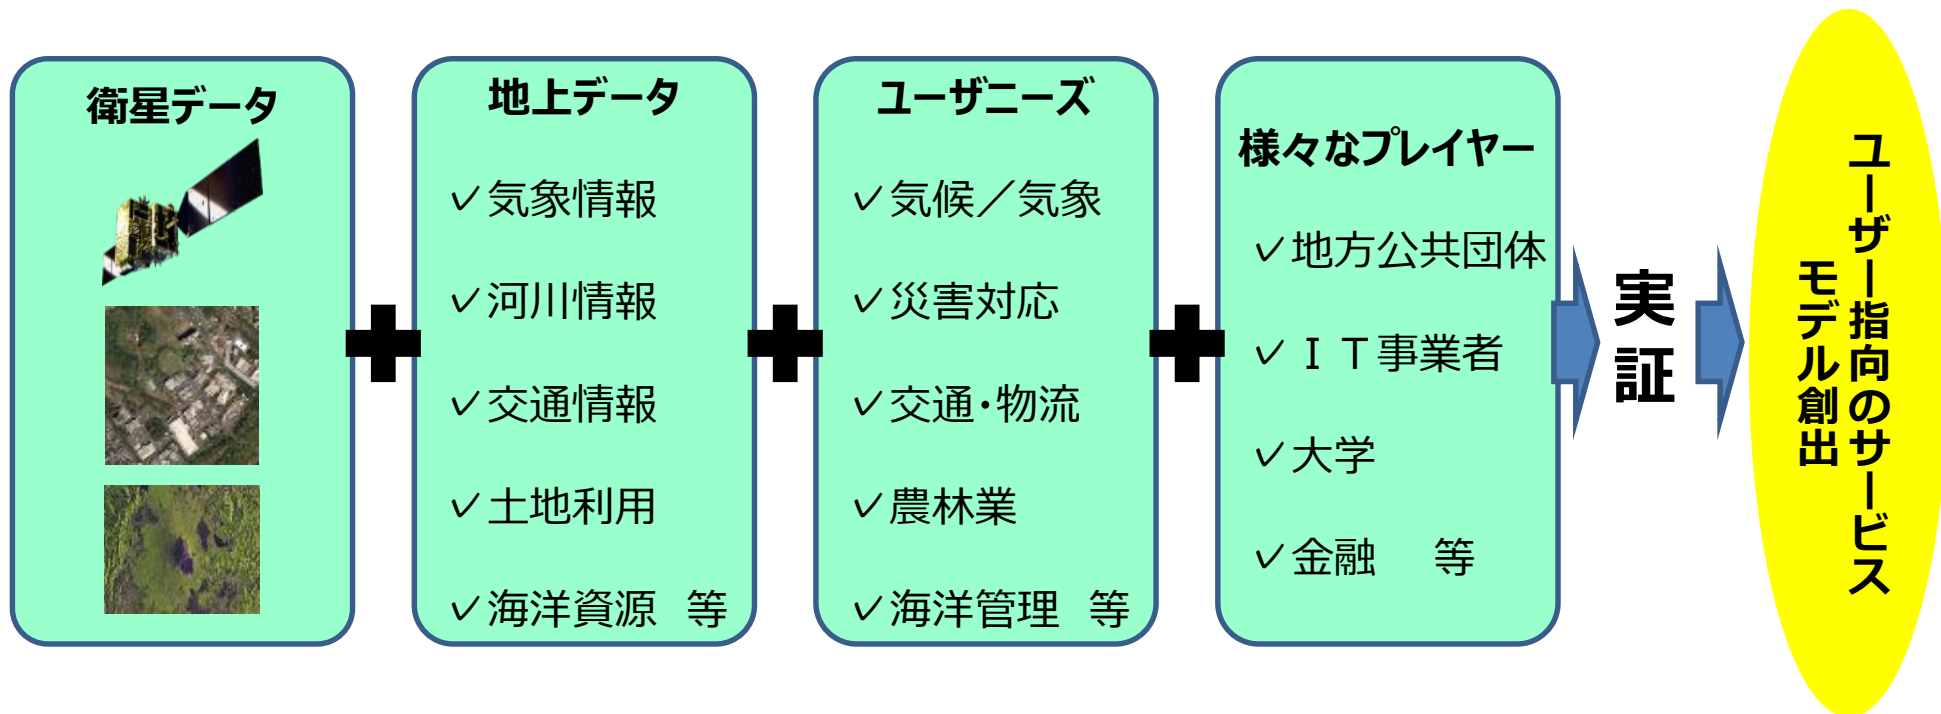 衛星データ
地上データ
✓気象情報
✓河川情報
✓交通情報
✓土地利用
✓海洋資源　等
ユーザニーズ
✓気候／気象
✓災害対応
✓交通・物流
✓農林業
✓海洋管理　等
様々なプレイヤー
✓地方公共団体
✓ＩＴ事業者
✓大学
✓金融　等
実証
ユーザー指向のサービス
モデル創出